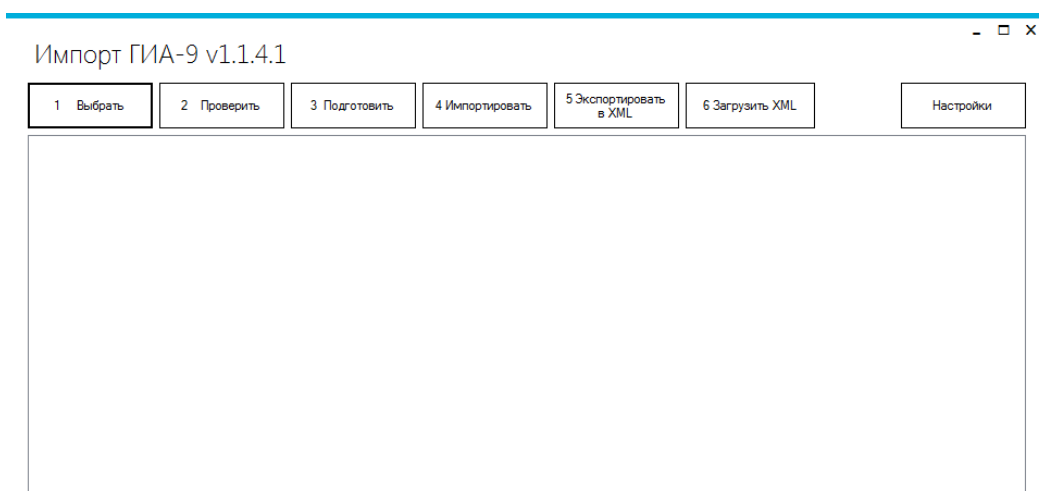 Импорт ГИА-9 v1.1.4.1
1 Выбрать
2 Проверить
3 Подготовить
4 Импортировать
5 Экспортировать
в XML
6 Загрузить XML
Настройки